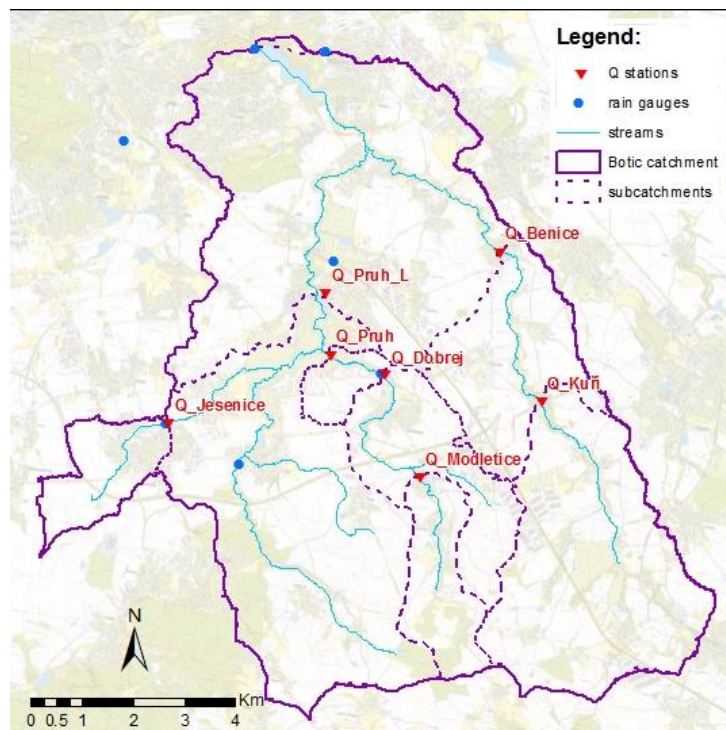 Legend:
Q stations
rain gauges
streams
Botic catchment
subcatchments
Q_Benice
Q_Pruh_L
Q_Pruh
Q_Dobrej
Q_Kuň
Q_Jesenice
Q_Modletice
N
Km
0 0.5 1 2 3 4